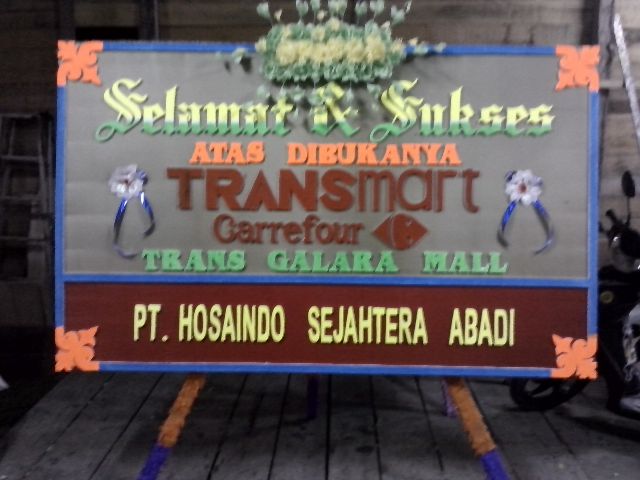 Selamat & Sukses
ATAS DIBUKANYA
TRANSmart
Carrefour
TRANS GALARA MALL
PT. HOSAINDO SEJAHTERA ABADI